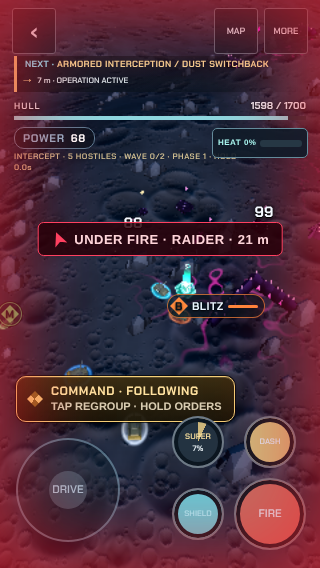 ‹
MAP
MORE
NEXT · ARMORED INTERCEPTION / DUST SWITCHBACK
→ 7 m · OPERATION ACTIVE
HULL
1598 / 1700
POWER 68
HEAT 0%
INTERCEPT · 5 HOSTILES · WAVE 0/2 · PHASE 1 ·
0.0s
99
UNDER FIRE · RAIDER · 21 m
B BLITZ
M
COMMAND · FOLLOWING
TAP REGROUP · HOLD ORDERS
SUPER
7%
DASH
DRIVE
SHIELD
FIRE